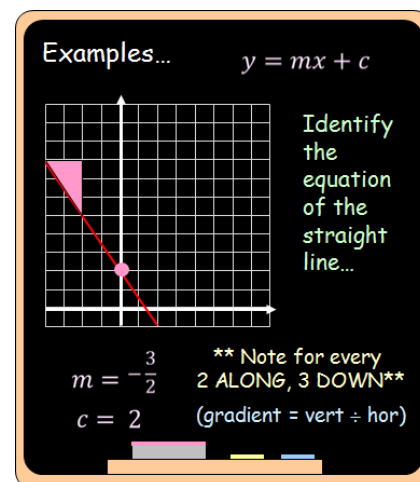 Examples...
y = mx + c
Identify
the
equation
of the
straight
line...
m = -3/2
c = 2
** Note for every
2 ALONG, 3 DOWN**
(gradient = vert ÷ hor)